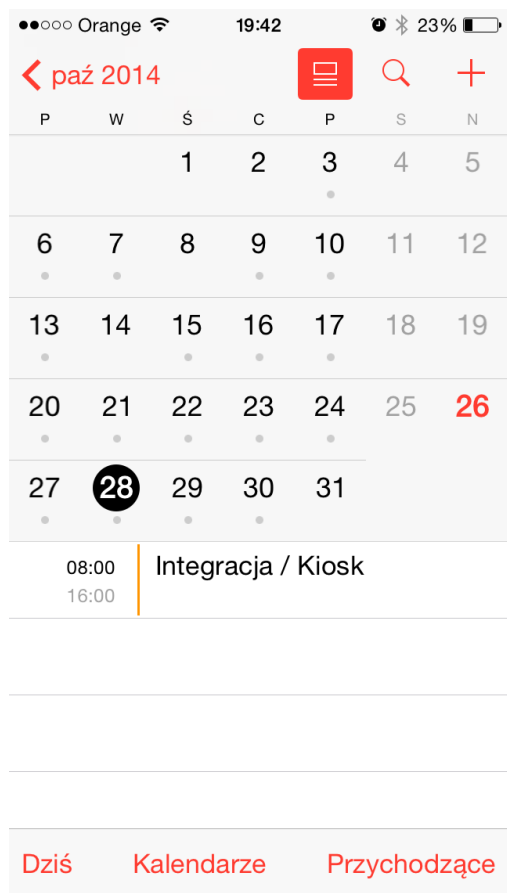 Orange 19:42 23%
paź 2014
P W Ś C P S N
1 2 3 4 5
6 7 8 9 10 11 12
13 14 15 16 17 18 19
20 21 22 23 24 25 26
27 28 29 30 31
08:00 Integracja / Kiosk
16:00
Dziś Kalendarze Przychodzące